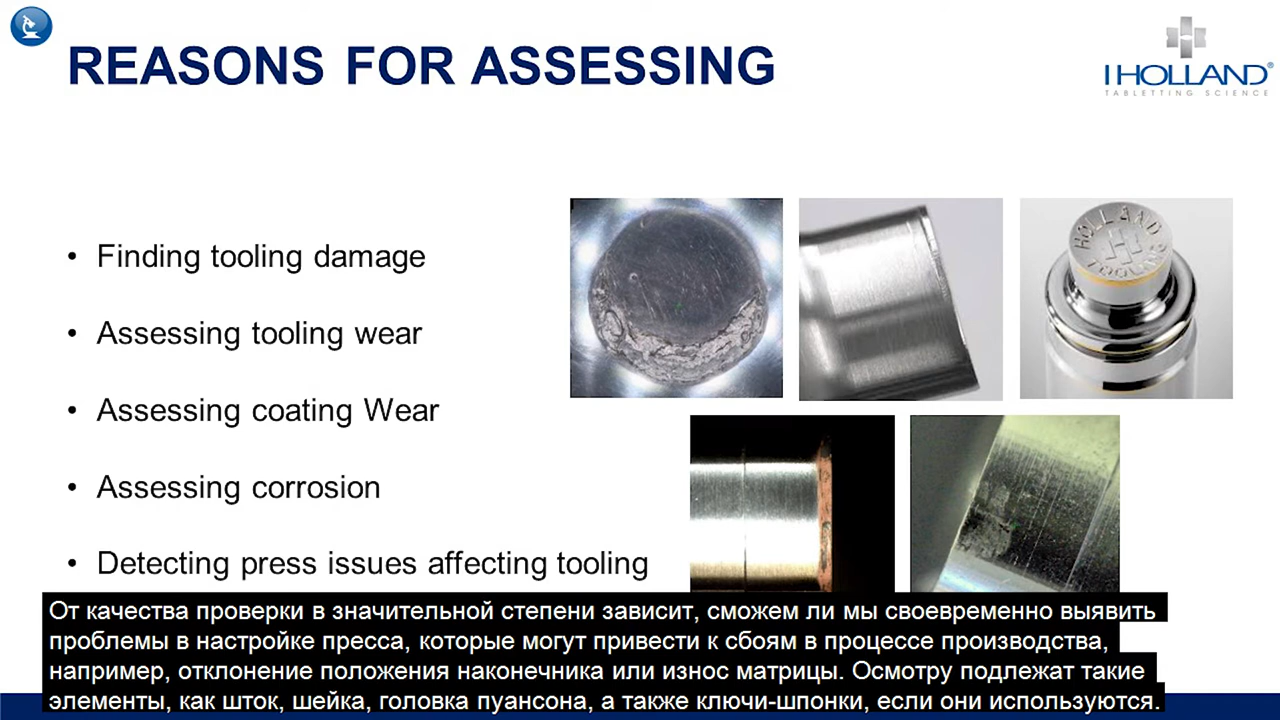 REASONS FOR ASSESSING
I HOLLAND®
TABLETTING SCIENCE
• Finding tooling damage
• Assessing tooling wear
• Assessing coating Wear
• Assessing corrosion
• Detecting press issues affecting tooling
HOLLAND
TOOLING
От качества проверки в значительной степени зависит, сможем ли мы своевременно выявить
проблемы в настройке пресса, которые могут привести к сбоям в процессе производства,
например, отклонение положения наконечника или износ матрицы. Осмотру подлежат такие
элементы, как шток, шейка, головка пуансона, а также ключи-шпонки, если они используются.